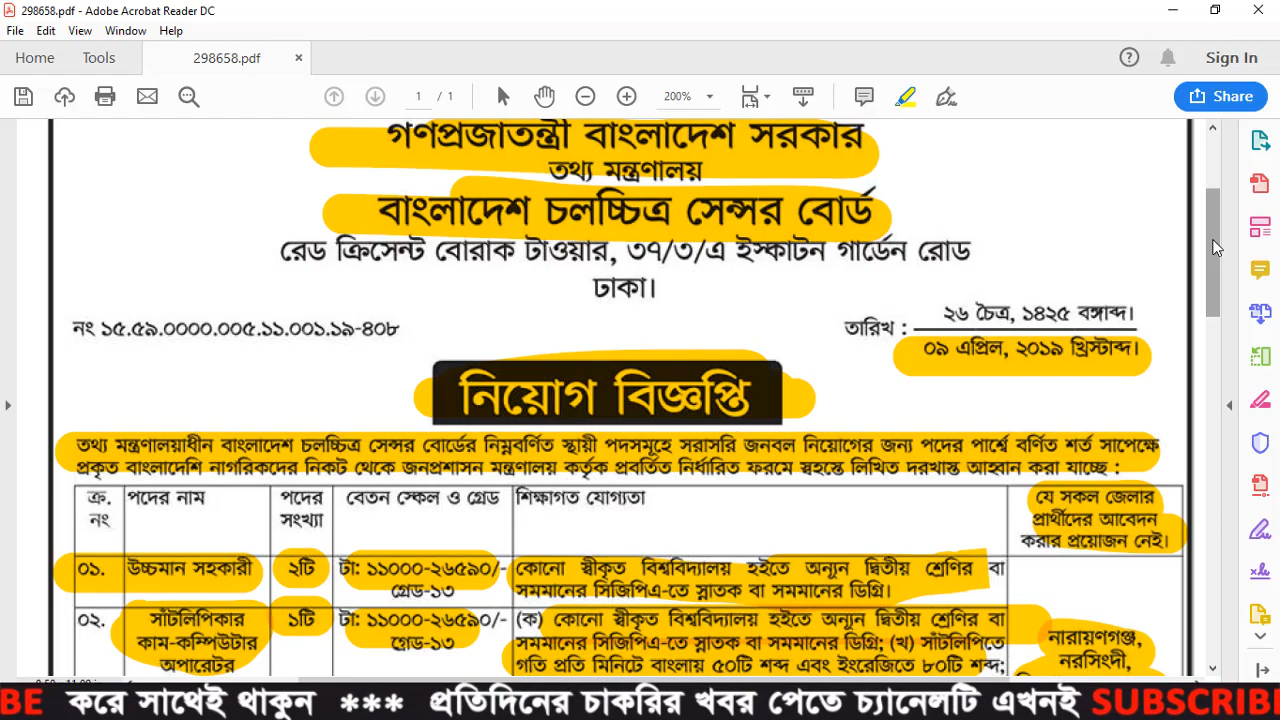 298658.pdf - Adobe Acrobat Reader DC
File Edit View Window Help
Home Tools 298658.pdf × Sign In
1 / 1 200% Share
গণপ্রজাতন্ত্রী বাংলাদেশ সরকার
তথ্য মন্ত্রণালয়
বাংলাদেশ চলচ্চিত্র সেন্সর বোর্ড
রেড ক্রিসেন্ট বোরাক টাওয়ার, ৩৭/৩/এ ইস্কাটন গার্ডেন রোড
ঢাকা।
নং ১৫.৫৯.০০০০.০০৫.১১.০০১.১৯-৪০৮
২৬ চৈত্র, ১৪২৫ বঙ্গাব্দ।
তারিখ :
০৯ এপ্রিল, ২০১৯ খ্রিস্টাব্দ।
নিয়োগ বিজ্ঞপ্তি
তথ্য মন্ত্রণালয়াধীন বাংলাদেশ চলচ্চিত্র সেন্সর বোর্ডের নিম্নবর্ণিত স্থায়ী পদসমূহে সরাসরি জনবল নিয়োগের জন্য পদের পার্শ্বে বর্ণিত শর্ত সাপেক্ষে
প্রকৃত বাংলাদেশি নাগরিকদের নিকট থেকে জনপ্রশাসন মন্ত্রণালয় কর্তৃক প্রবর্তিত নির্ধারিত ফরমে স্বহস্তে লিখিত দরখাস্ত আহ্বান করা যাচ্ছে :
ক্র. নং
পদের নাম
পদের সংখ্যা
বেতন স্কেল ও গ্রেড
শিক্ষাগত যোগ্যতা
যে সকল জেলার
প্রার্থীদের আবেদন
করার প্রয়োজন নেই।
০১. উচ্চমান সহকারী ২টি টা: ১১০০০-২৬৫৯০/-
গ্রেড-১৩
কোনো স্বীকৃত বিশ্ববিদ্যালয় হইতে অন্যূন দ্বিতীয় শ্রেণির বা
সমমানের সিজিপিএ-তে স্নাতক বা সমমানের ডিগ্রি।
০২. সাঁটলিপিকার
কাম-কম্পিউটার
অপারেটর
১টি
টা: ১১০০০-২৬৫৯০/-
গ্রেড-১৩
(ক) কোনো স্বীকৃত বিশ্ববিদ্যালয় হইতে অন্যূন দ্বিতীয় শ্রেণির বা
সমমানের সিজিপিএ-তে স্নাতক বা সমমানের ডিগ্রি; (খ) সাঁটলিপিতে
গতি প্রতি মিনিটে বাংলায় ৫০টি শব্দ এবং ইংরেজিতে ৮০টি শব্দ;
নারায়ণগঞ্জ,
নরসিংদী,
BE করে সাথেই থাকুন *** প্রতিদিনের চাকরির খবর পেতে চ্যানেলটি এখনই SUBSCRIBE